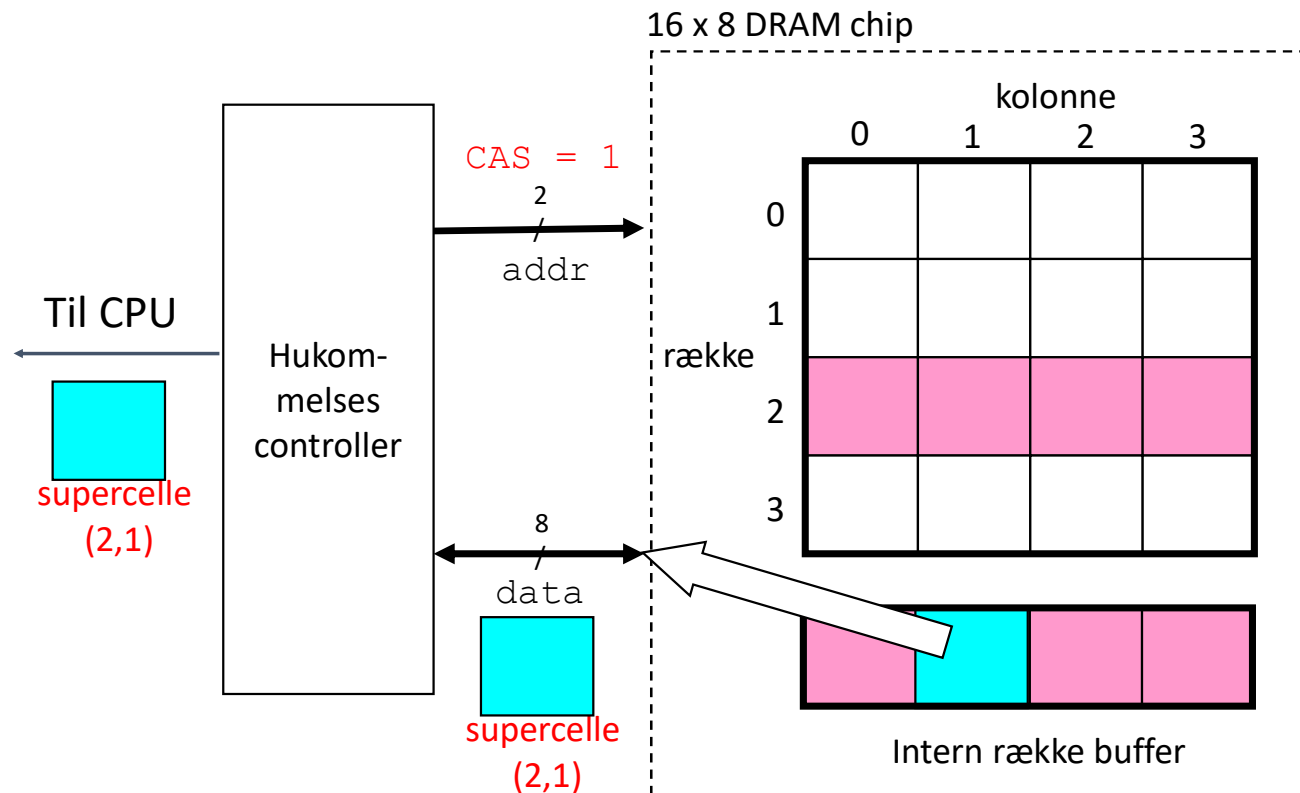 16 x 8 DRAM chip
kolonne
0 1 2 3
CAS = 1
2
addr
0
1
række
2
3
Til CPU
Hukom-
melses
controller
supercelle
(2,1)
8
data
supercelle
(2,1)
Intern række buffer